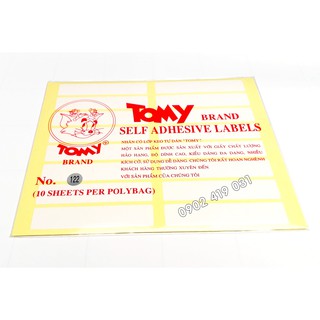 TOMY BRAND
SELF ADHESIVE LABELS
NHÃN CÓ LỚP KEO TỰ DÁN "TOMY"
MỘT SẢN PHẨM ĐƯỢC SẢN XUẤT VỚI GIẤY CHẤT LƯỢNG
HẢO HẠNG, ĐỘ DÍNH CAO, KIỂU DÁNG ĐA DẠNG, NHIỀU
KÍCH CỠ, SỬ DỤNG DỄ DÀNG. CHÚNG TÔI RẤT HOAN NGHÊNH
KHÁCH HÀNG THƯỜNG XUYÊN ĐẾN
VỚI SẢN PHẨM CỦA CHÚNG TÔI
TOMY®
BRAND
No. 122
(10 SHEETS PER POLYBAG)
0902 419 031